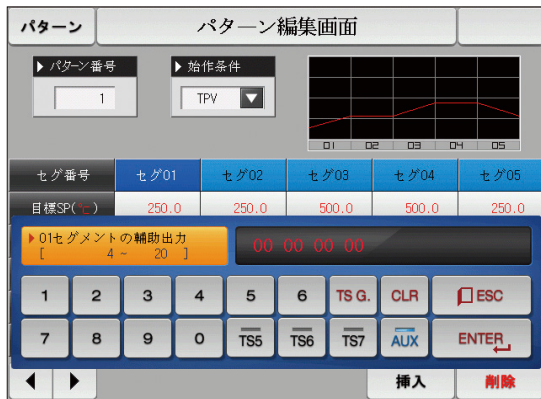 パターン パターン編集画面
▶ パターン番号 ▶ 始作条件
1 TPV
01 02 03 04 05
セグ番号 セグ01 セグ02 セグ03 セグ04 セグ05
目標SP(℃) 250.0 250.0 500.0 500.0 250.0
▶01セグメントの輔助出力
[ 4 ~ 20 ] 00 00 00 00
1 2 3 4 5 6 TS G. CLR ESC
7 8 9 0 TS5 TS6 TS7 AUX ENTER
挿入 削除